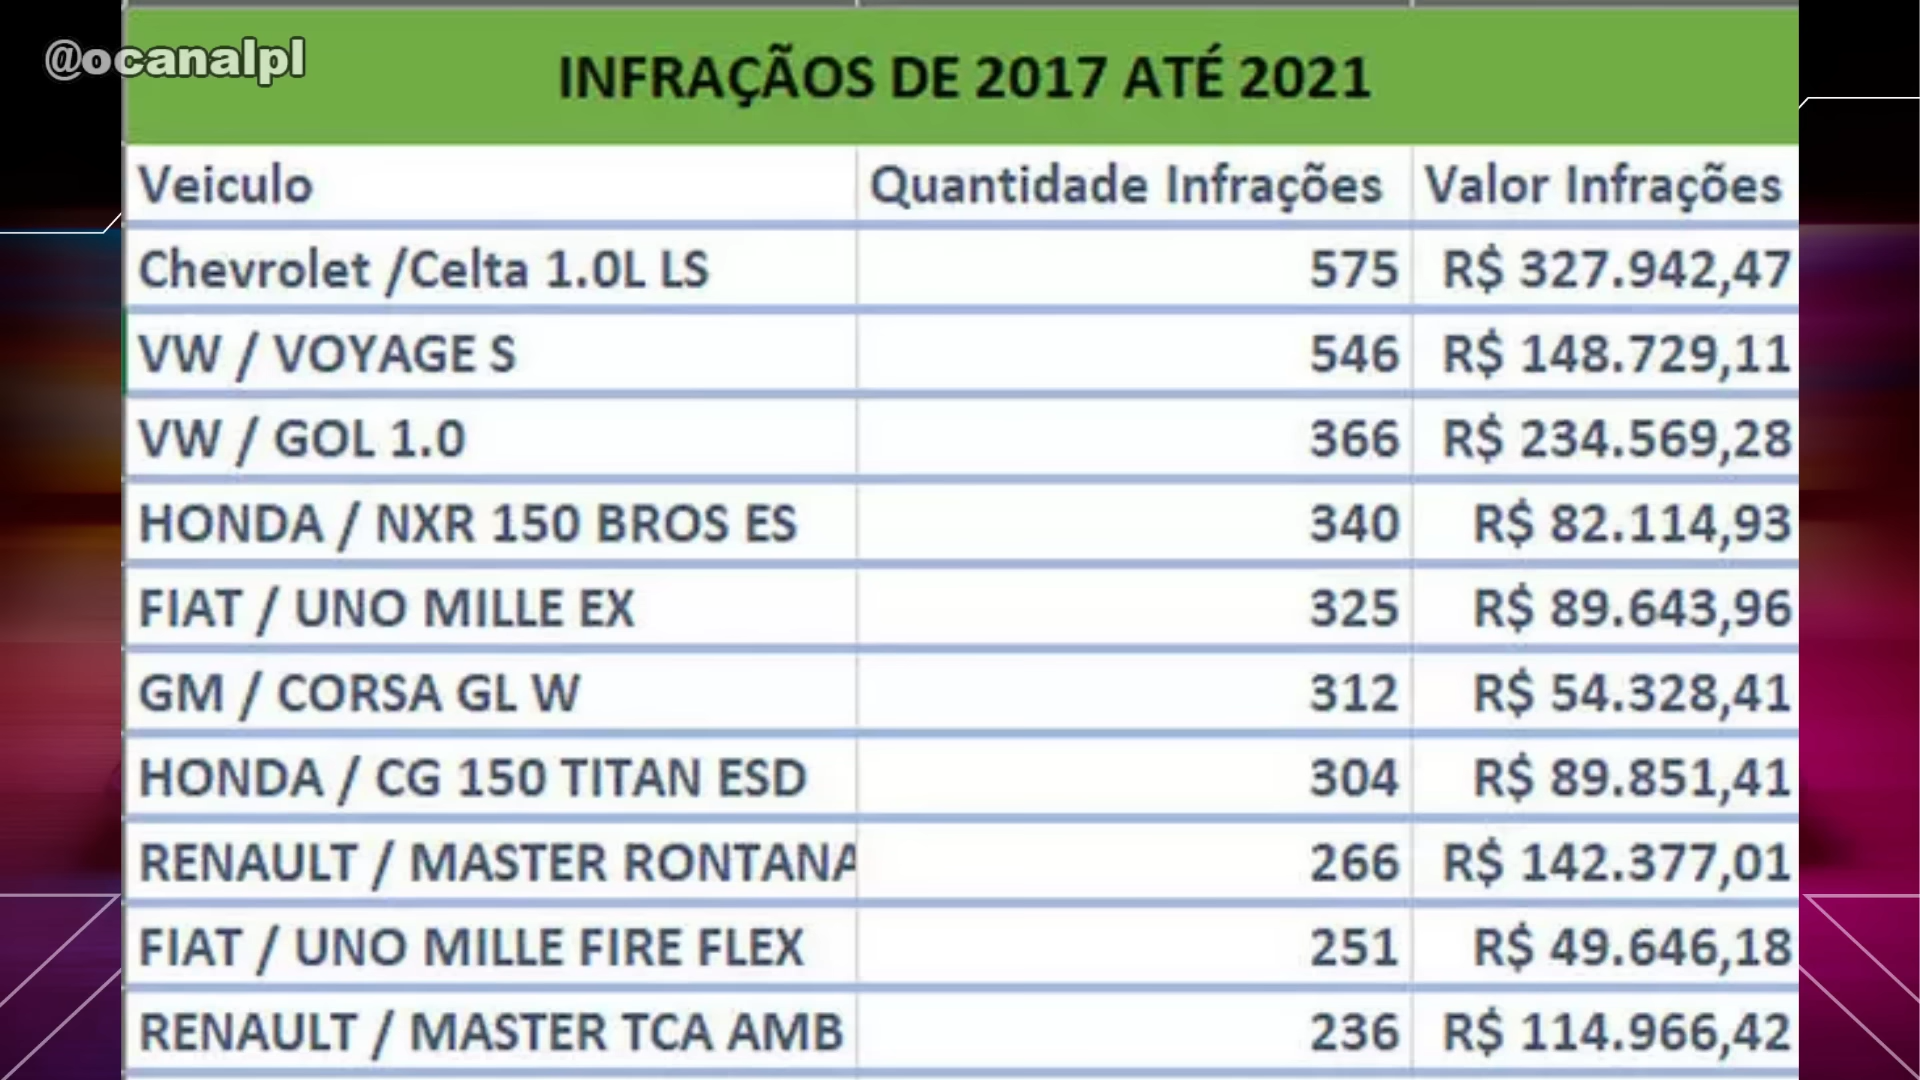 @ocanalpl
INFRAÇÃOS DE 2017 ATÉ 2021
Veiculo Quantidade Infrações Valor Infrações
Chevrolet /Celta 1.0L LS 575 R$ 327.942,47
VW / VOYAGE S 546 R$ 148.729,11
VW / GOL 1.0 366 R$ 234.569,28
HONDA / NXR 150 BROS ES 340 R$ 82.114,93
FIAT / UNO MILLE EX 325 R$ 89.643,96
GM / CORSA GL W 312 R$ 54.328,41
HONDA / CG 150 TITAN ESD 304 R$ 89.851,41
RENAULT / MASTER RONTANA 266 R$ 142.377,01
FIAT / UNO MILLE FIRE FLEX 251 R$ 49.646,18
RENAULT / MASTER TCA AMB 236 R$ 114.966,42